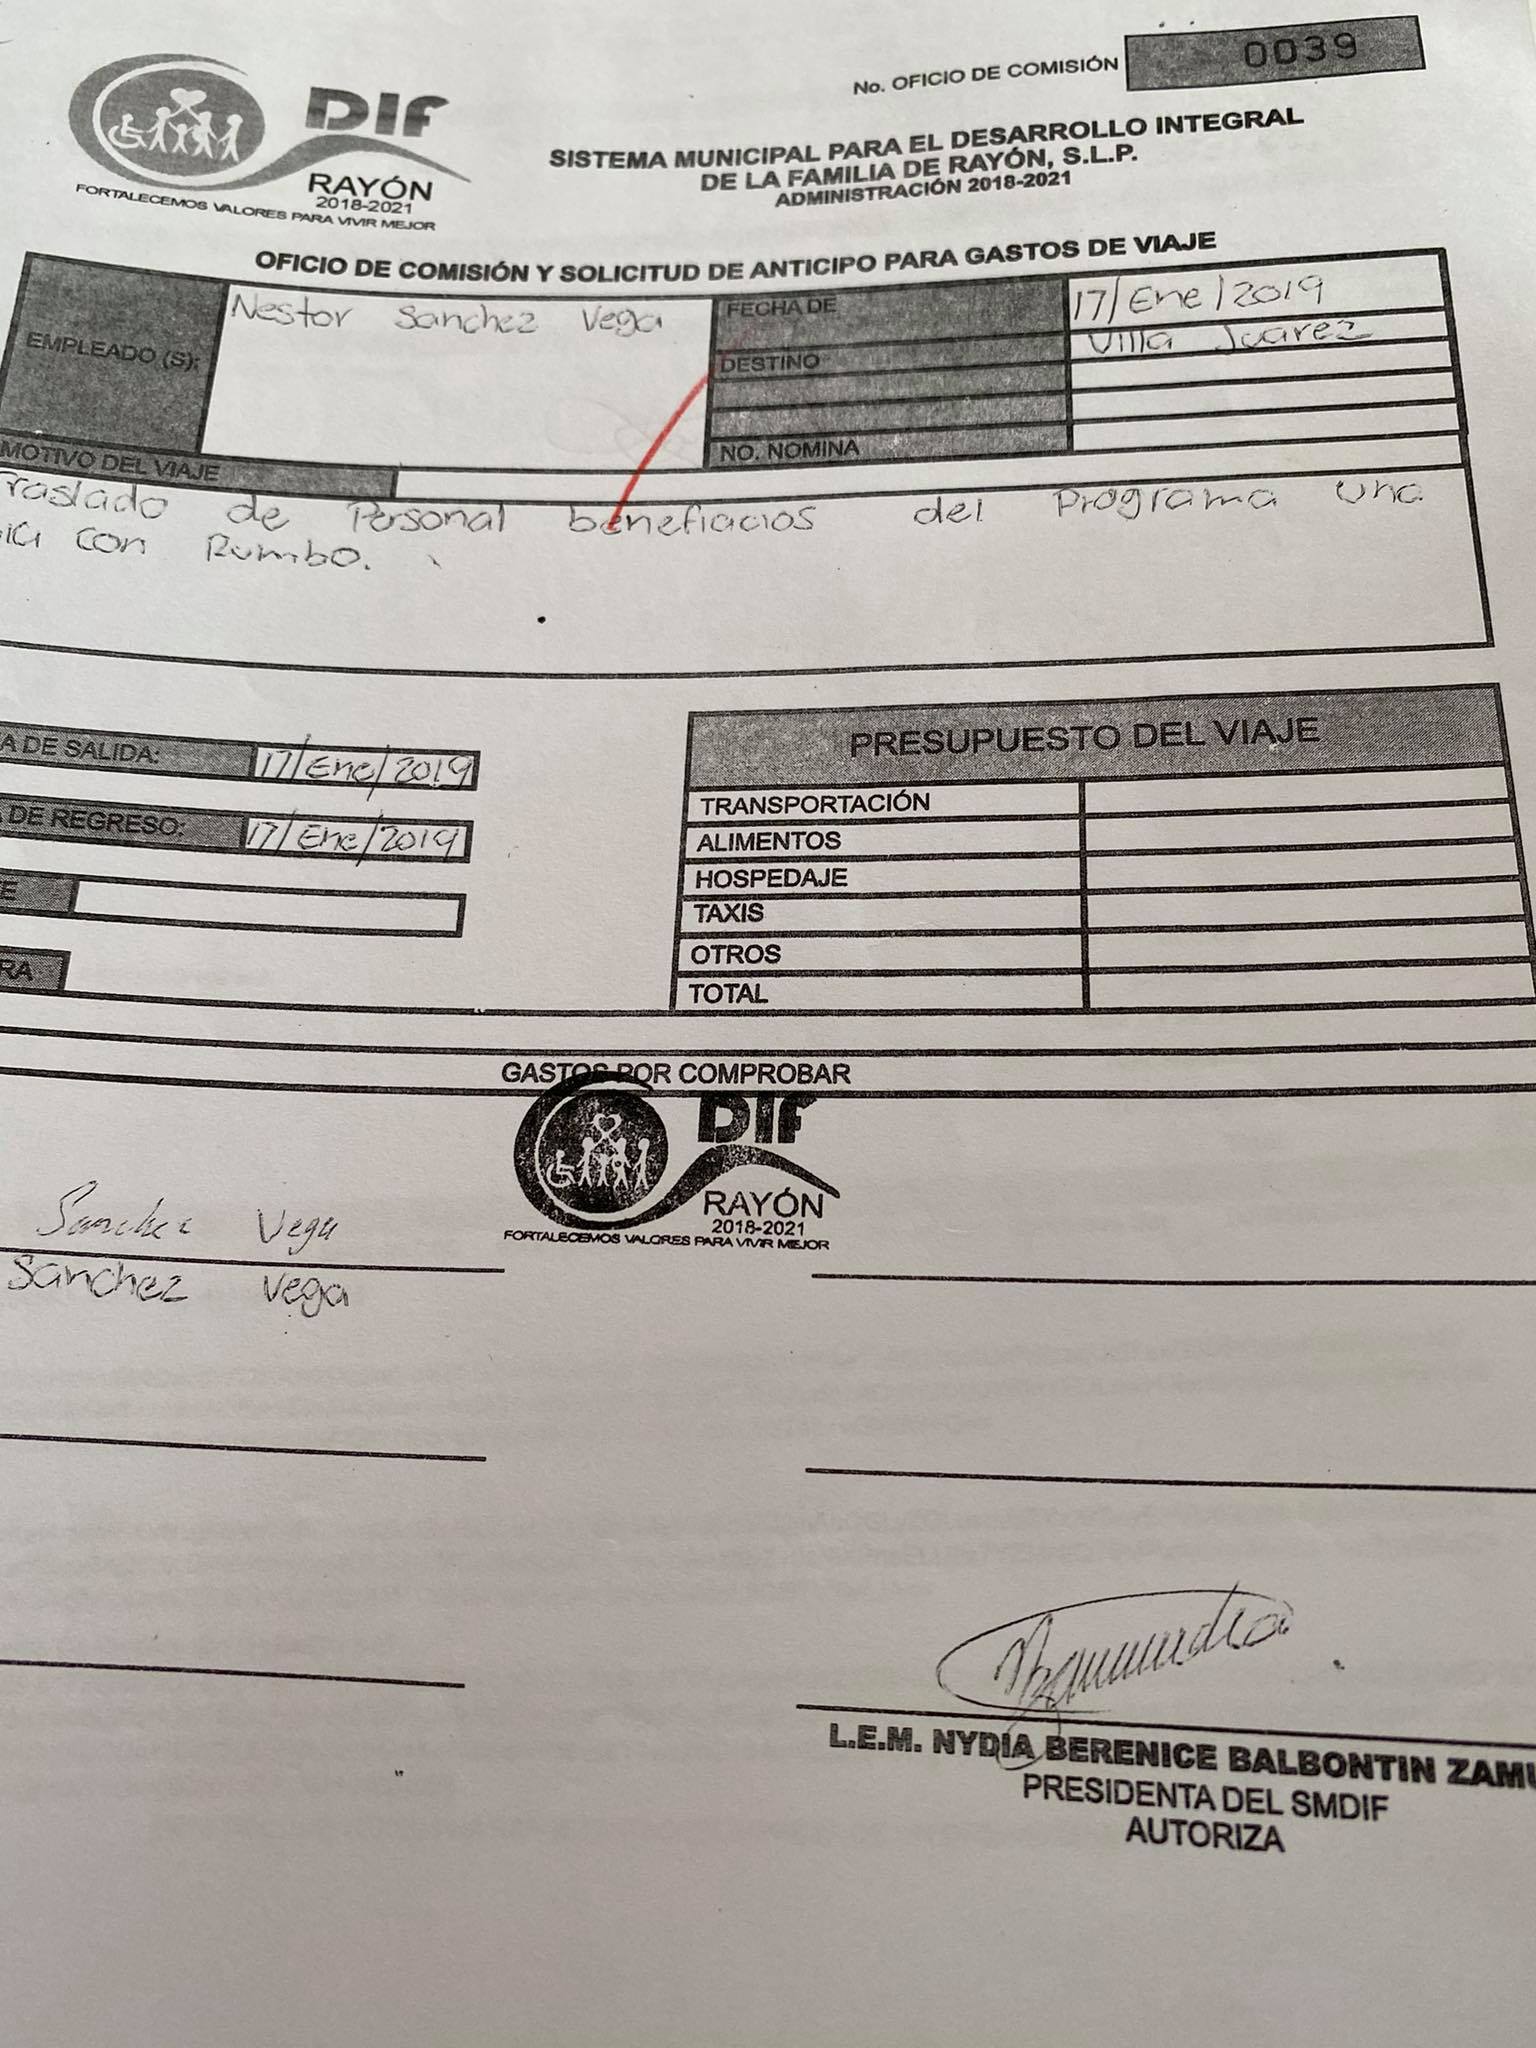 No. OFICIO DE COMISIÓN 0039
DIF
RAYÓN
2018-2021
FORTALECEMOS VALORES PARA VIVIR MEJOR
SISTEMA MUNICIPAL PARA EL DESARROLLO INTEGRAL
DE LA FAMILIA DE RAYÓN, S.L.P.
ADMINISTRACIÓN 2018-2021
OFICIO DE COMISIÓN Y SOLICITUD DE ANTICIPO PARA GASTOS DE VIAJE
EMPLEADO (S): Nestor Sanchez Vega
FECHA DE 17/Ene/2019
DESTINO Villa Juarez
NO. NOMINA
MOTIVO DEL VIAJE
raslado de Personal benefiacios del Programa una
con Rumbo.
A DE SALIDA: 17/Ene/2019
DE REGRESO: 17/Ene/2019
E
RA
PRESUPUESTO DEL VIAJE
TRANSPORTACIÓN
ALIMENTOS
HOSPEDAJE
TAXIS
OTROS
TOTAL
GASTOS POR COMPROBAR
DIF
RAYÓN
2018-2021
FORTALECEMOS VALORES PARA VIVIR MEJOR
Sanchez Vega
Sanchez Vega
L.E.M. NYDIA BERENICE BALBONTIN ZAMU
PRESIDENTA DEL SMDIF
AUTORIZA